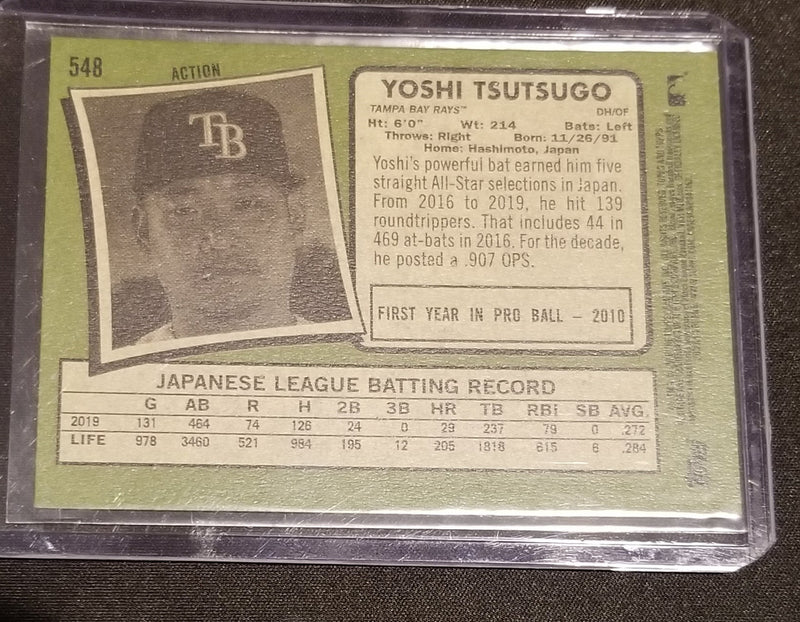 548
ACTION
TB
YOSHI TSUTSUGO
TAMPA BAY RAYS™ DH/OF
Ht: 6'0" Wt: 214 Bats: Left
Throws: Right Born: 11/26/91
Home: Hashimoto, Japan
Yoshi's powerful bat earned him five
straight All-Star selections in Japan.
From 2016 to 2019, he hit 139
roundtrippers. That includes 44 in
469 at-bats in 2016. For the decade,
he posted a .907 OPS.
FIRST YEAR IN PRO BALL – 2010
JAPANESE LEAGUE BATTING RECORD
G AB R H 2B 3B HR TB RBI SB AVG.
2019 131 464 74 126 24 0 29 237 79 0 .272
LIFE 978 3460 521 984 195 12 205 1818 615 6 .284